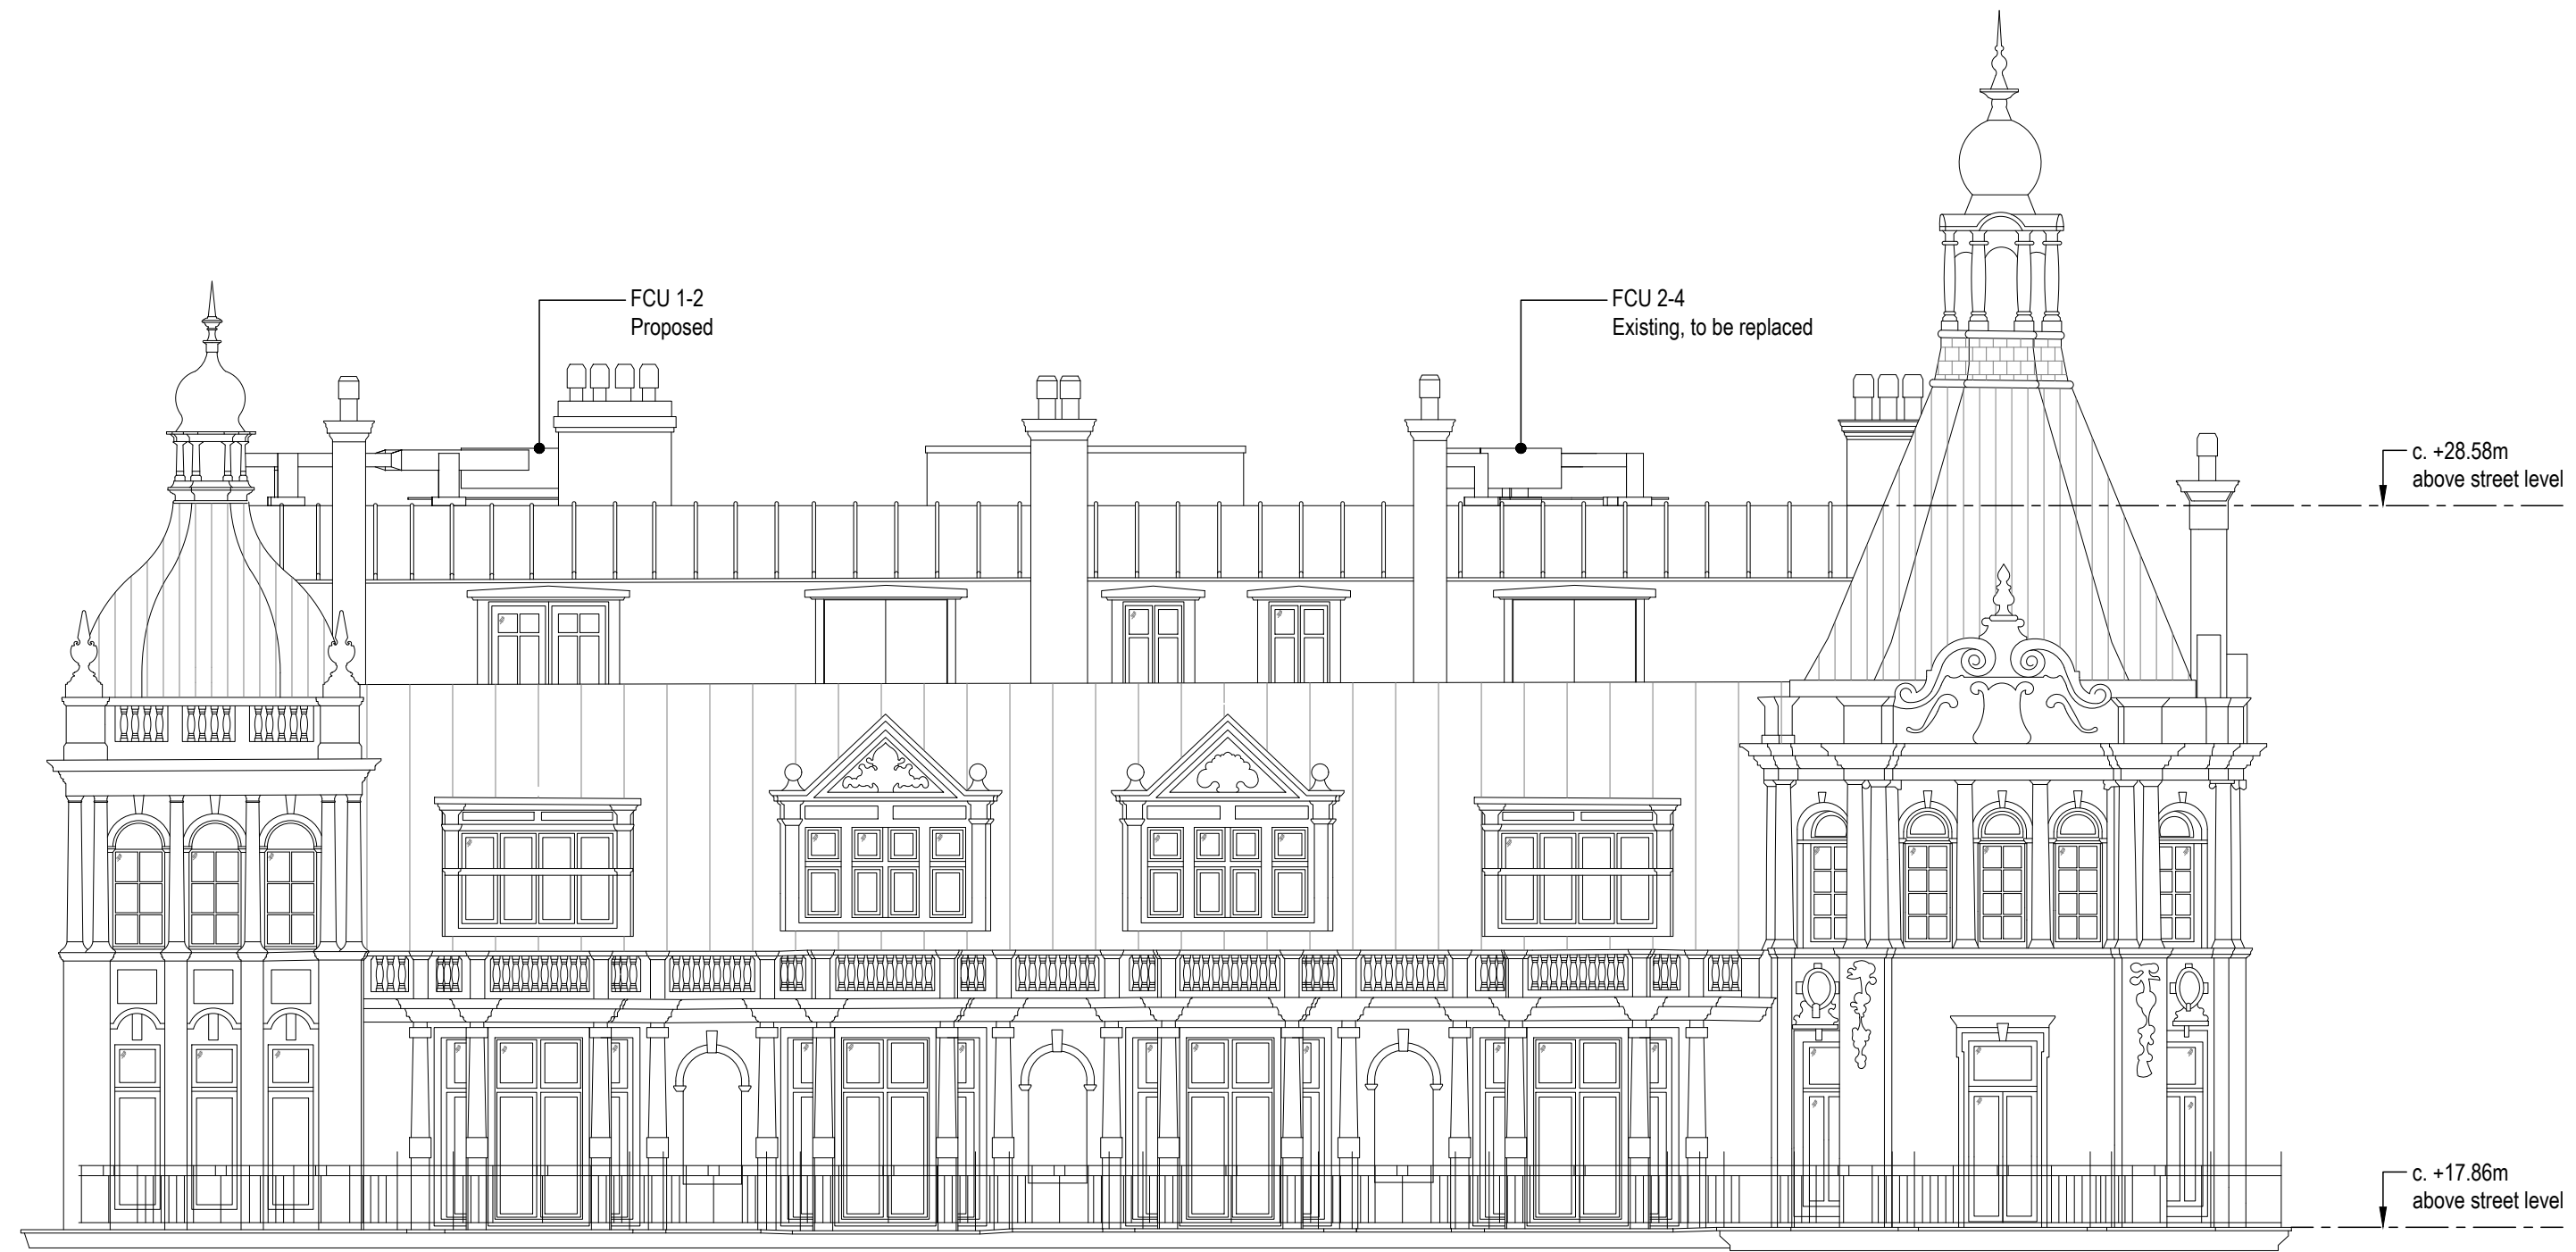 FCU 1-2
Proposed
FCU 2-4
Existing, to be replaced
c. +28.58m
above street level
c. +17.86m
above street level